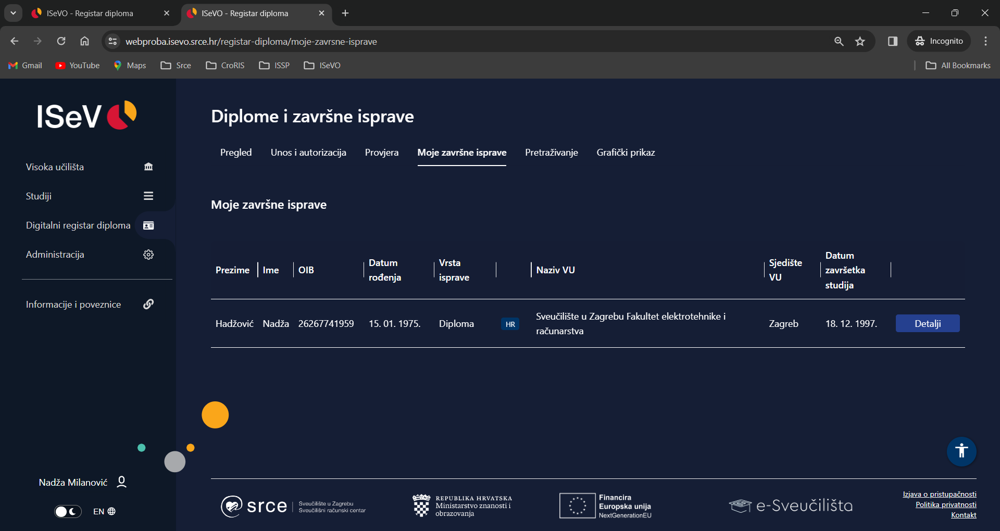 ISeVO - Registar diploma
ISeVO - Registar diploma
webproba.isevo.srce.hr/registar-diploma/moje-zavrsne-isprave
Incognito
Gmail
YouTube
Maps
Srce
CroRIS
ISSP
ISeVO
All Bookmarks
ISeVO
Visoka učilišta
Studiji
Digitalni registar diploma
Administracija
Informacije i poveznice
Nadža Milanović
EN
Diplome i završne isprave
Pregled
Unos i autorizacija
Provjera
Moje završne isprave
Pretraživanje
Grafički prikaz
Moje završne isprave
Prezime
Ime
OIB
Datum
rođenja
Vrsta
isprave
Naziv VU
Sjedište
VU
Datum
završetka
studija
Hadžović
Nadža
26267741959
15. 01. 1975.
Diploma
HR
Sveučilište u Zagrebu Fakultet elektrotehnike i
računarstva
Zagreb
18. 12. 1997.
Detalji
srce
Sveučilište u Zagrebu
Sveučilišni računski centar
REPUBLIKA HRVATSKA
Ministarstvo znanosti i
obrazovanja
Financira
Europska unija
NextGenerationEU
e-Sveučilišta
Izjava o pristupačnosti
Politika privatnosti
Kontakt